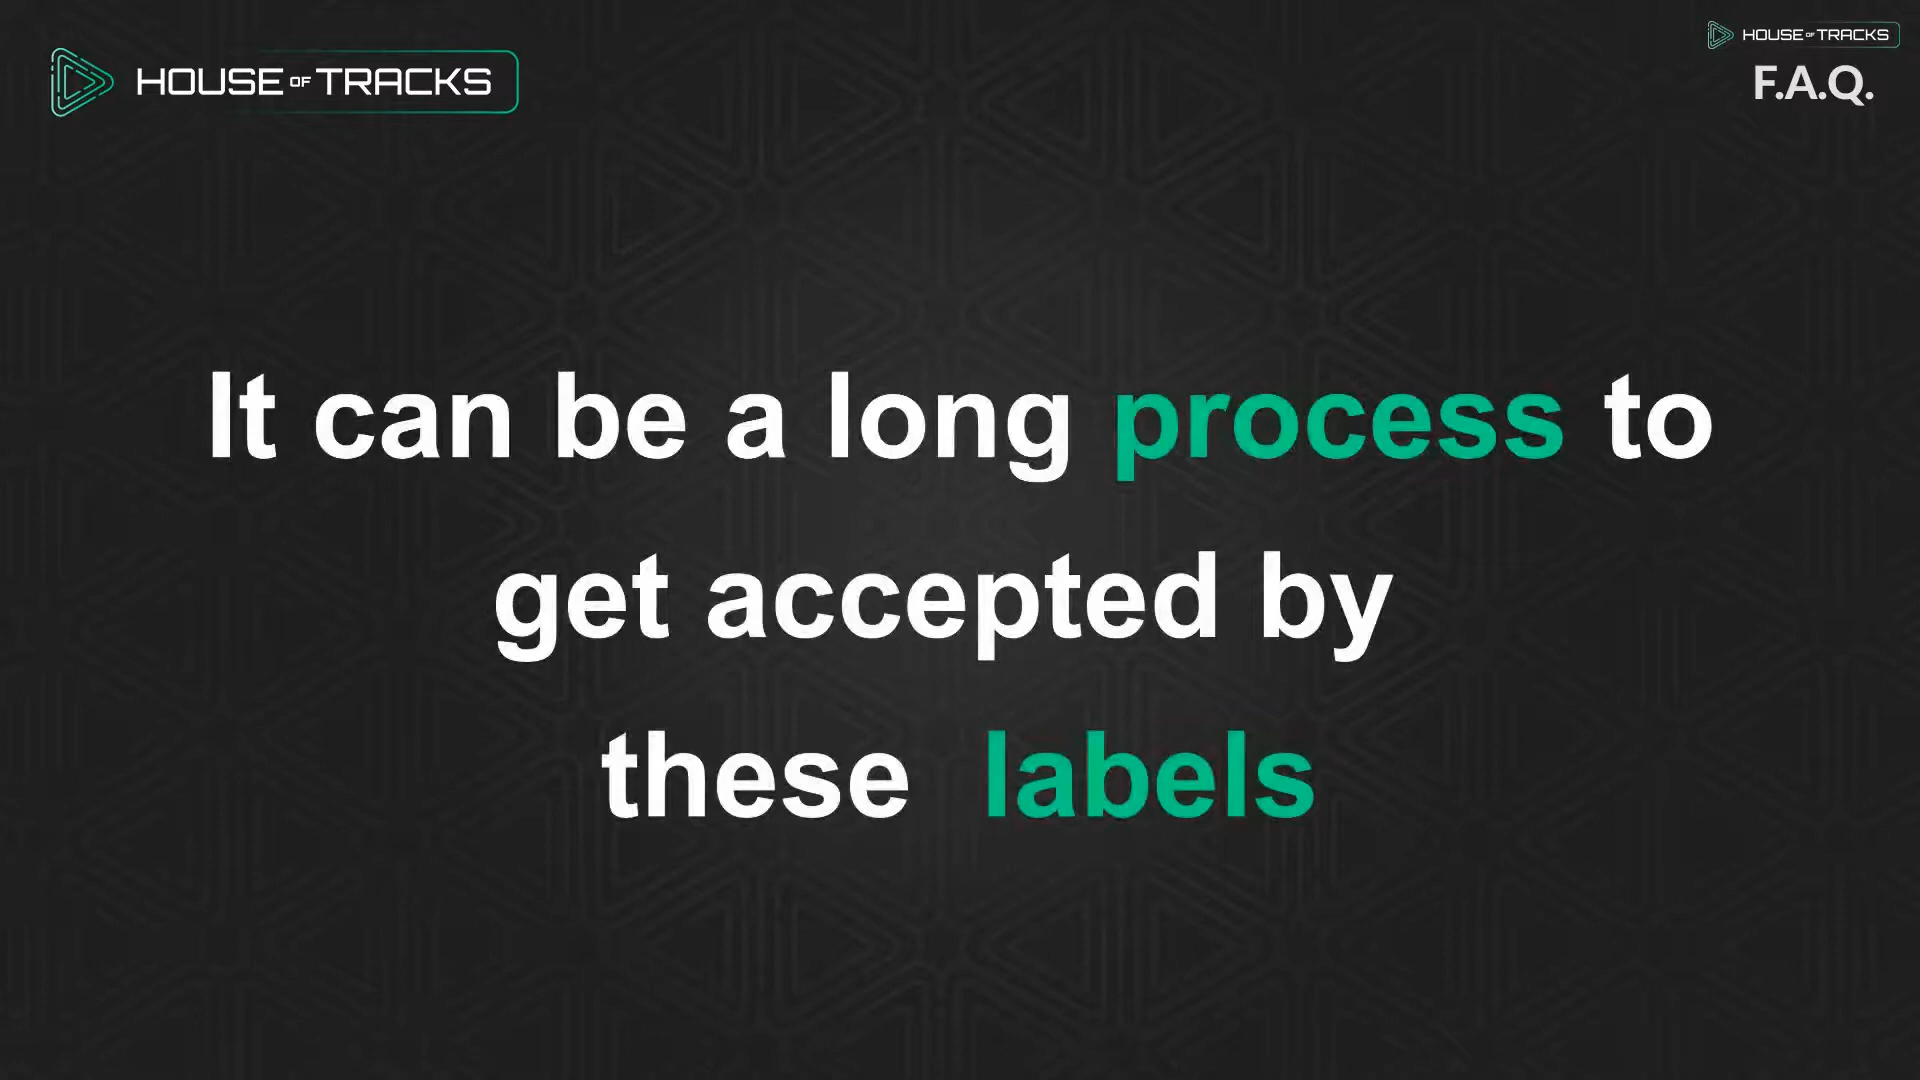 HOUSE OF TRACKS
HOUSE OF TRACKS
F.A.Q.
It can be a long process to
get accepted by
these labels